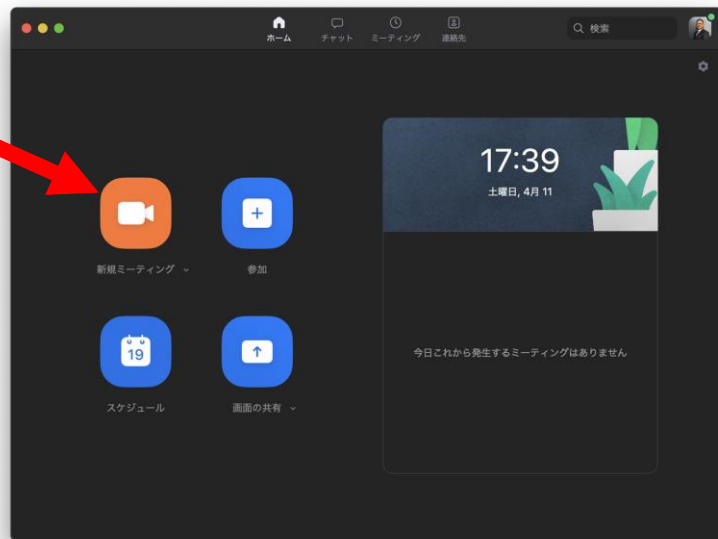 ホーム
チャット
ミーティング
連絡先
検索
17:39
土曜日, 4月 11
新規ミーティング
参加
19
スケジュール
画面の共有
今日これから発生するミーティングはありません